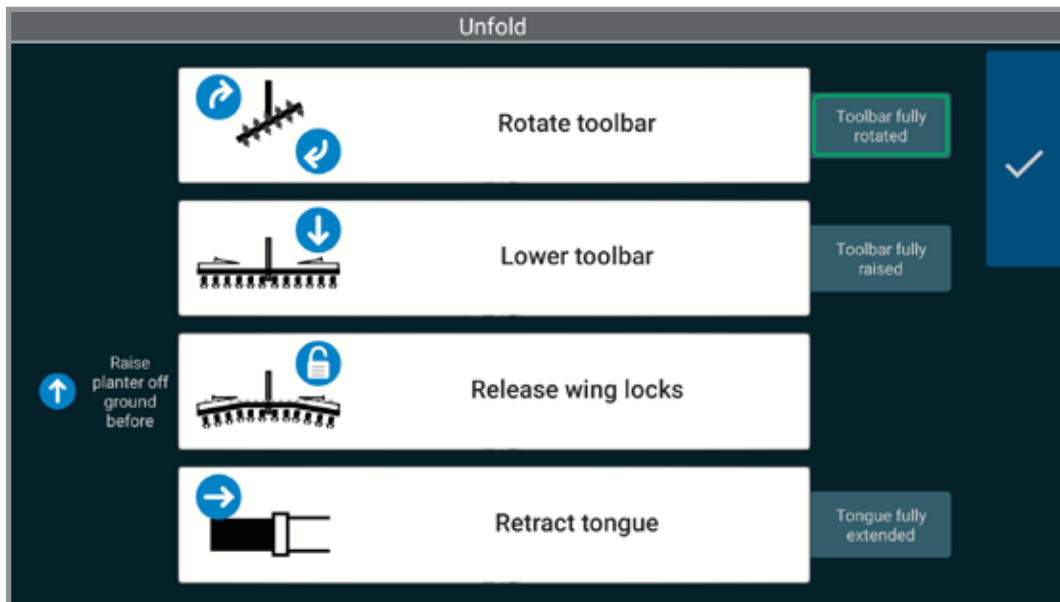 Unfold
Rotate toolbar
Toolbar fully
rotated
Lower toolbar
Toolbar fully
raised
Raise
planter off
ground
before
Release wing locks
Retract tongue
Tongue fully
extended